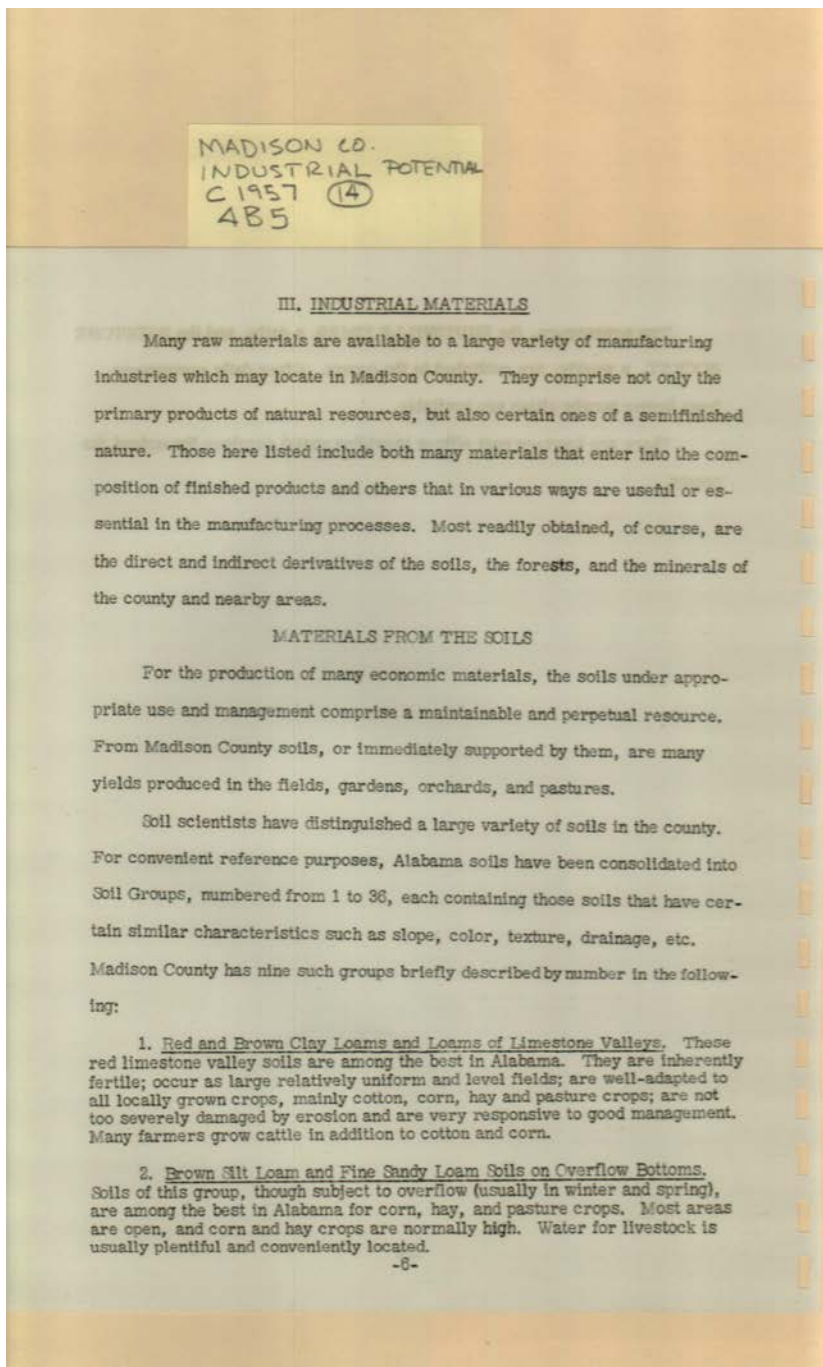 MADISON CO.
INDUSTRIAL POTENTIAL
C 1957 14
4B5
III. INDUSTRIAL MATERIALS
Many raw materials are available to a large variety of manufacturing
industries which may locate in Madison County. They comprise not only the
primary products of natural resources, but also certain ones of a semifinished
nature. Those here listed include both many materials that enter into the com-
position of finished products and others that in various ways are useful or es-
sential in the manufacturing processes. Most readily obtained, of course, are
the direct and indirect derivatives of the soils, the forests, and the minerals of
the county and nearby areas.
MATERIALS FROM THE SOILS
For the production of many economic materials, the soils under appro-
priate use and management comprise a maintainable and perpetual resource.
From Madison County soils, or immediately supported by them, are many
yields produced in the fields, gardens, orchards, and pastures.
Soil scientists have distinguished a large variety of soils in the county.
For convenient reference purposes, Alabama soils have been consolidated into
Soil Groups, numbered from 1 to 36, each containing those soils that have cer-
tain similar characteristics such as slope, color, texture, drainage, etc.
Madison County has nine such groups briefly described by number in the follow-
ing:
1. Red and Brown Clay Loams and Loams of Limestone Valleys. These
red limestone valley soils are among the best in Alabama. They are inherently
fertile; occur as large relatively uniform and level fields; are well-adapted to
all locally grown crops, mainly cotton, corn, hay and pasture crops; are not
too severely damaged by erosion and are very responsive to good management.
Many farmers grow cattle in addition to cotton and corn.
2. Brown Silt Loam and Fine Sandy Loam Soils on Overflow Bottoms.
Soils of this group, though subject to overflow (usually in winter and spring),
are among the best in Alabama for corn, hay, and pasture crops. Most areas
are open, and corn and hay crops are normally high. Water for livestock is
usually plentiful and conveniently located.
-6-